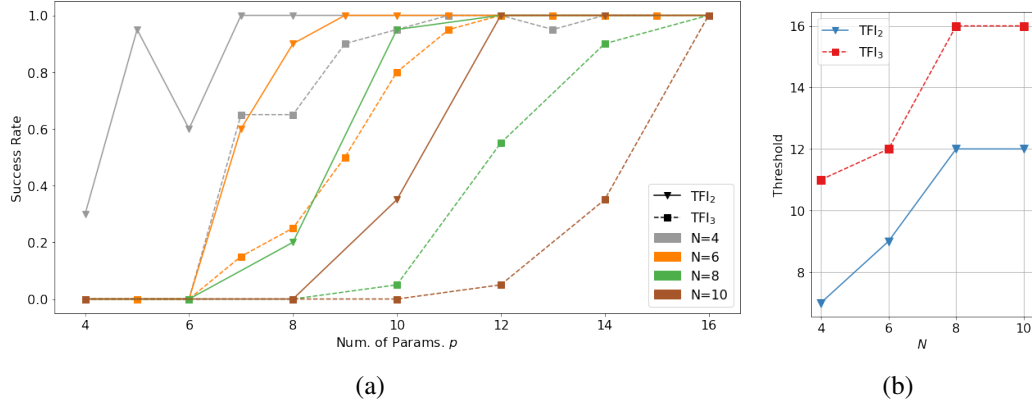 1.0
0.8
0.6
0.4
0.2
0.0
Success Rate
4 6 8 10 12 14 16
Num. of Params. p
TFI₂
TFI₃
N=4
N=6
N=8
N=10
(a)
16
14
12
10
8
Threshold
TFI₂
TFI₃
4 6 8 10
N
(b)